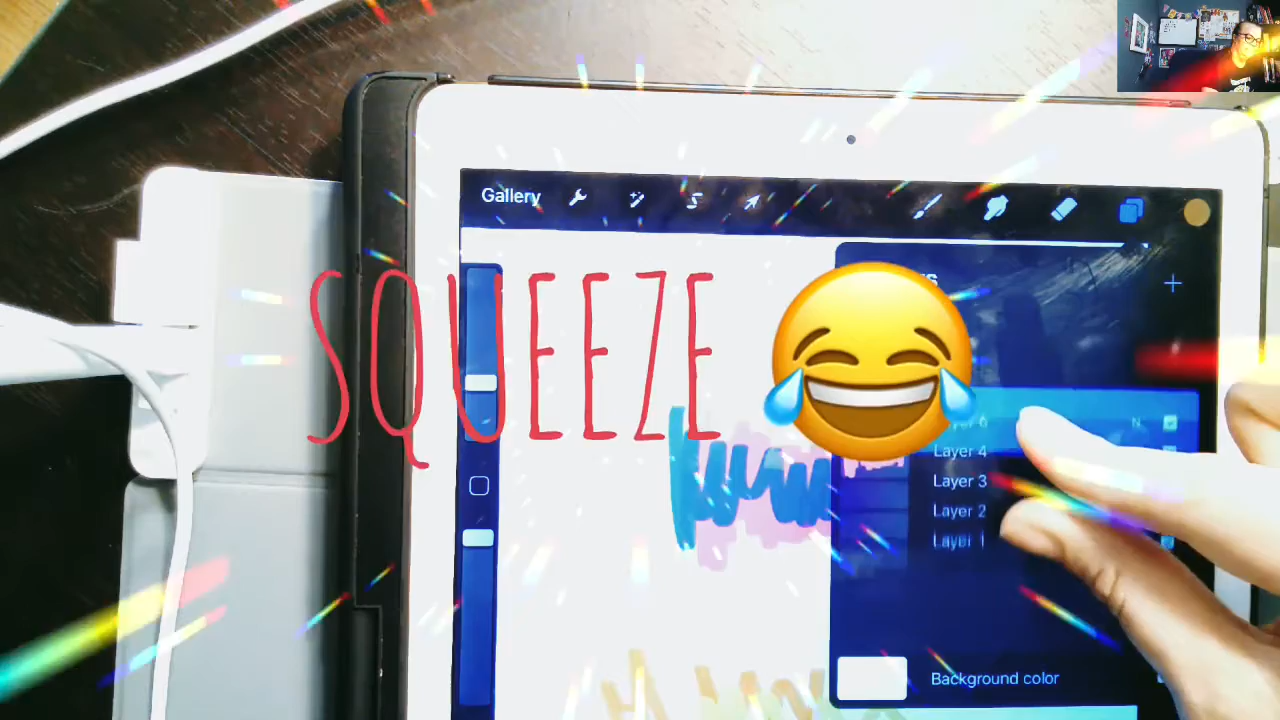 Gallery
SQUEEZE 😂
N
Layer 4
Layer 3
Layer 2
Layer 1
Background color